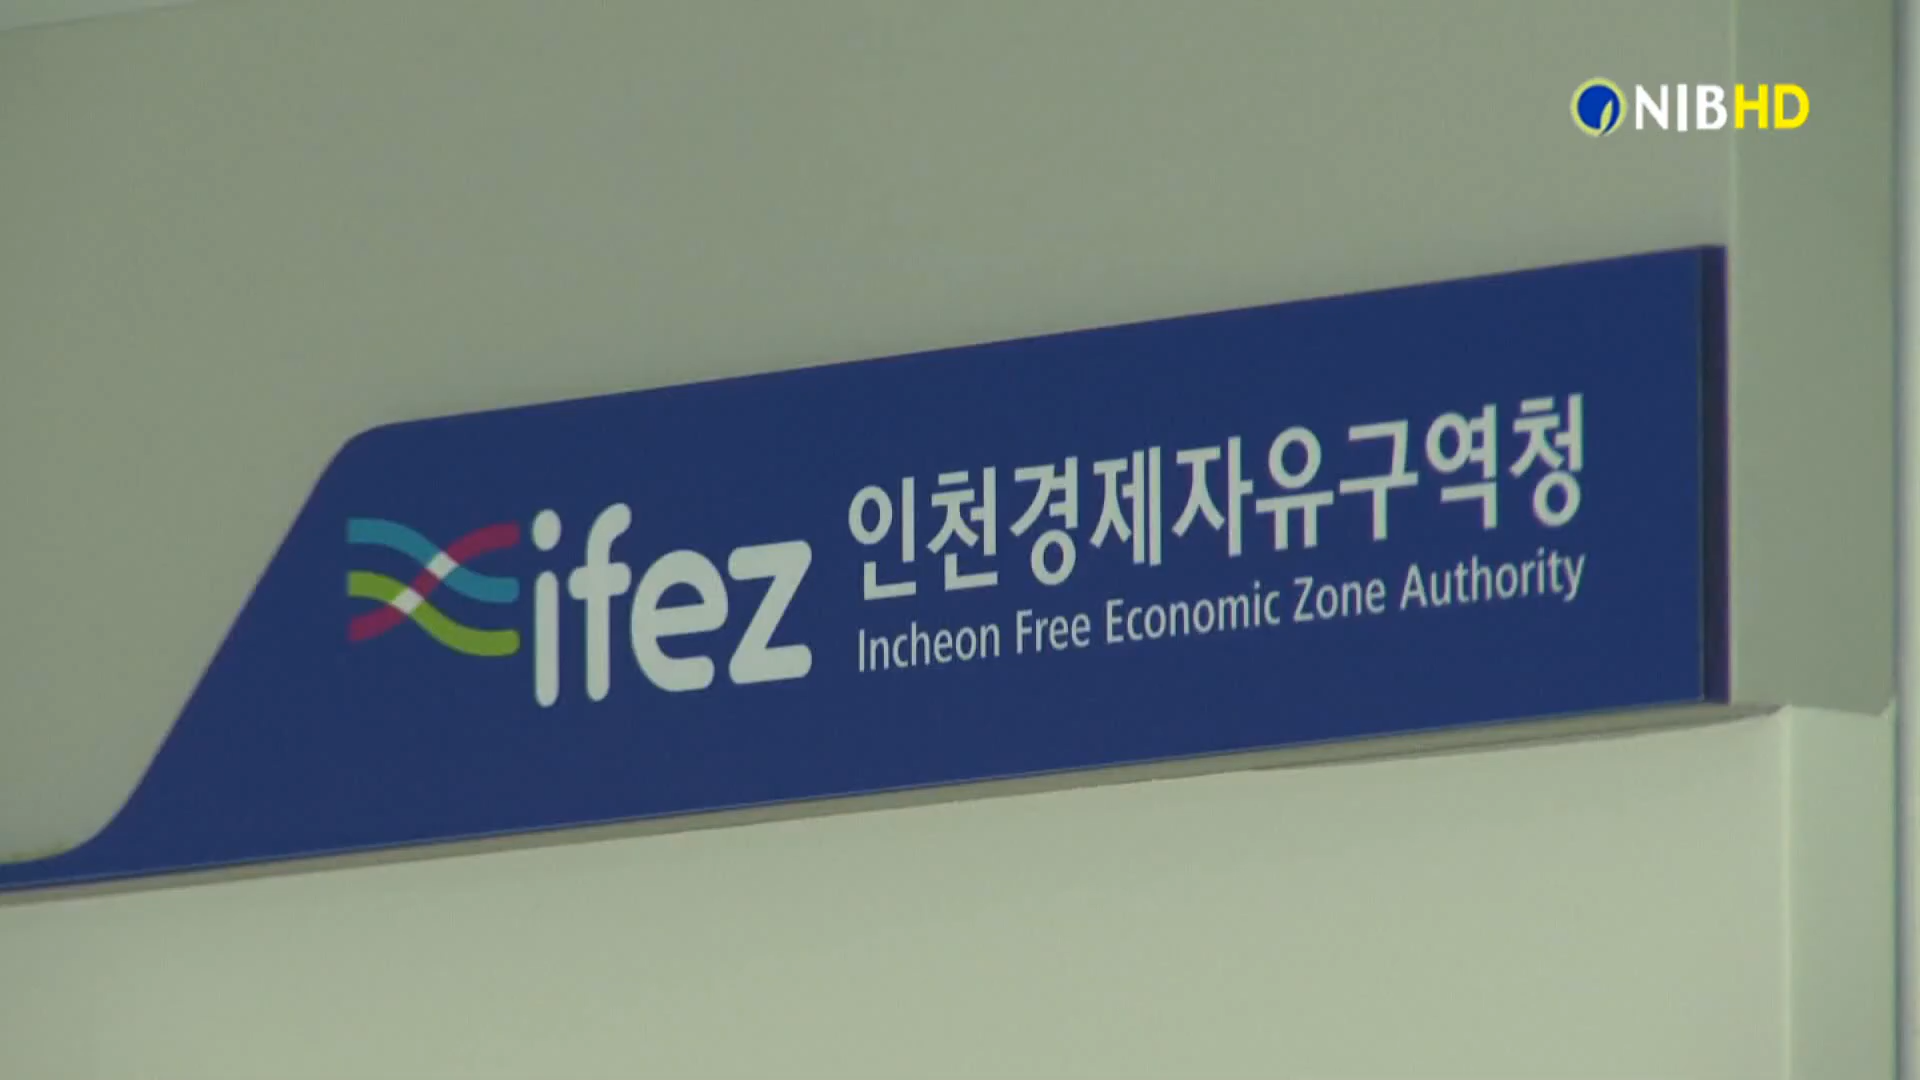 NIBHD
ifez
인천경제자유구역청
Incheon Free Economic Zone Authority